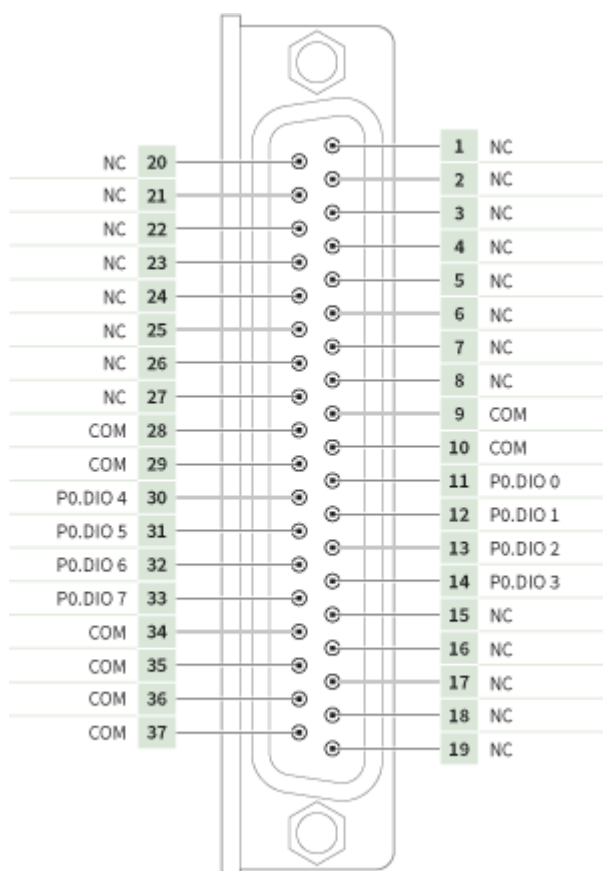 1 NC
NC 20
2 NC
NC 21
3 NC
NC 22
4 NC
NC 23
5 NC
NC 24
6 NC
NC 25
7 NC
NC 26
8 NC
NC 27
9 COM
COM 28
10 COM
COM 29
11 P0.DIO 0
P0.DIO 4 30
12 P0.DIO 1
P0.DIO 5 31
13 P0.DIO 2
P0.DIO 6 32
14 P0.DIO 3
P0.DIO 7 33
15 NC
COM 34
16 NC
COM 35
17 NC
COM 36
18 NC
COM 37
19 NC